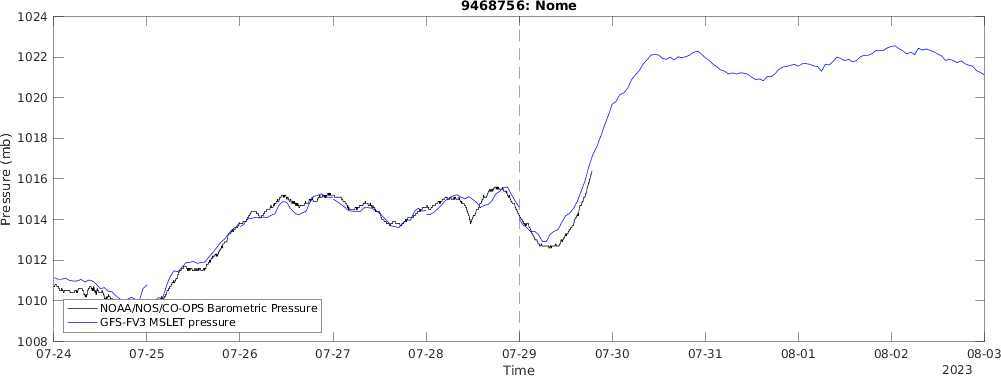 9468756: Nome
1024
1022
1020
1018
1016
1014
1012
1010
1008
Pressure (mb)
NOAA/NOS/CO-OPS Barometric Pressure
GFS-FV3 MSLET pressure
07-24 07-25 07-26 07-27 07-28 07-29 07-30 07-31 08-01 08-02 08-03
Time
2023